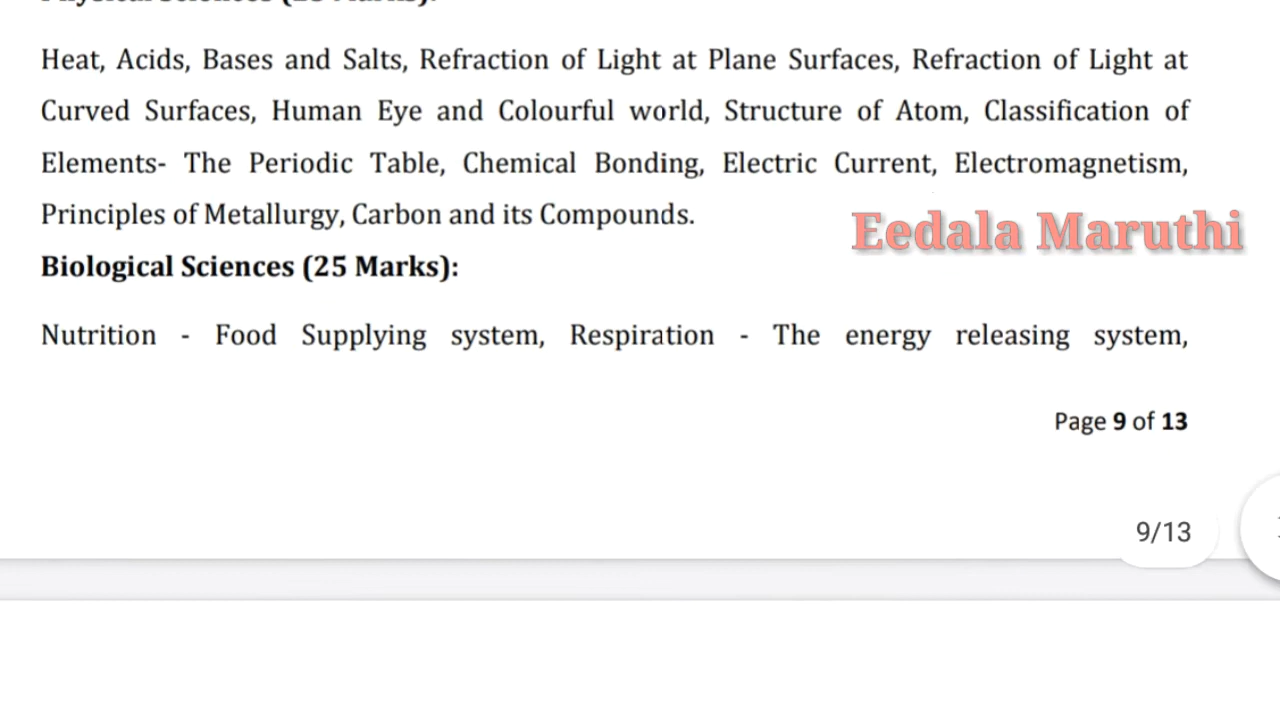 Heat, Acids, Bases and Salts, Refraction of Light at Plane Surfaces, Refraction of Light at
Curved Surfaces, Human Eye and Colourful world, Structure of Atom, Classification of
Elements- The Periodic Table, Chemical Bonding, Electric Current, Electromagnetism,
Principles of Metallurgy, Carbon and its Compounds.
Eedala Maruthi
Biological Sciences (25 Marks):
Nutrition - Food Supplying system, Respiration - The energy releasing system,
Page 9 of 13
9/13